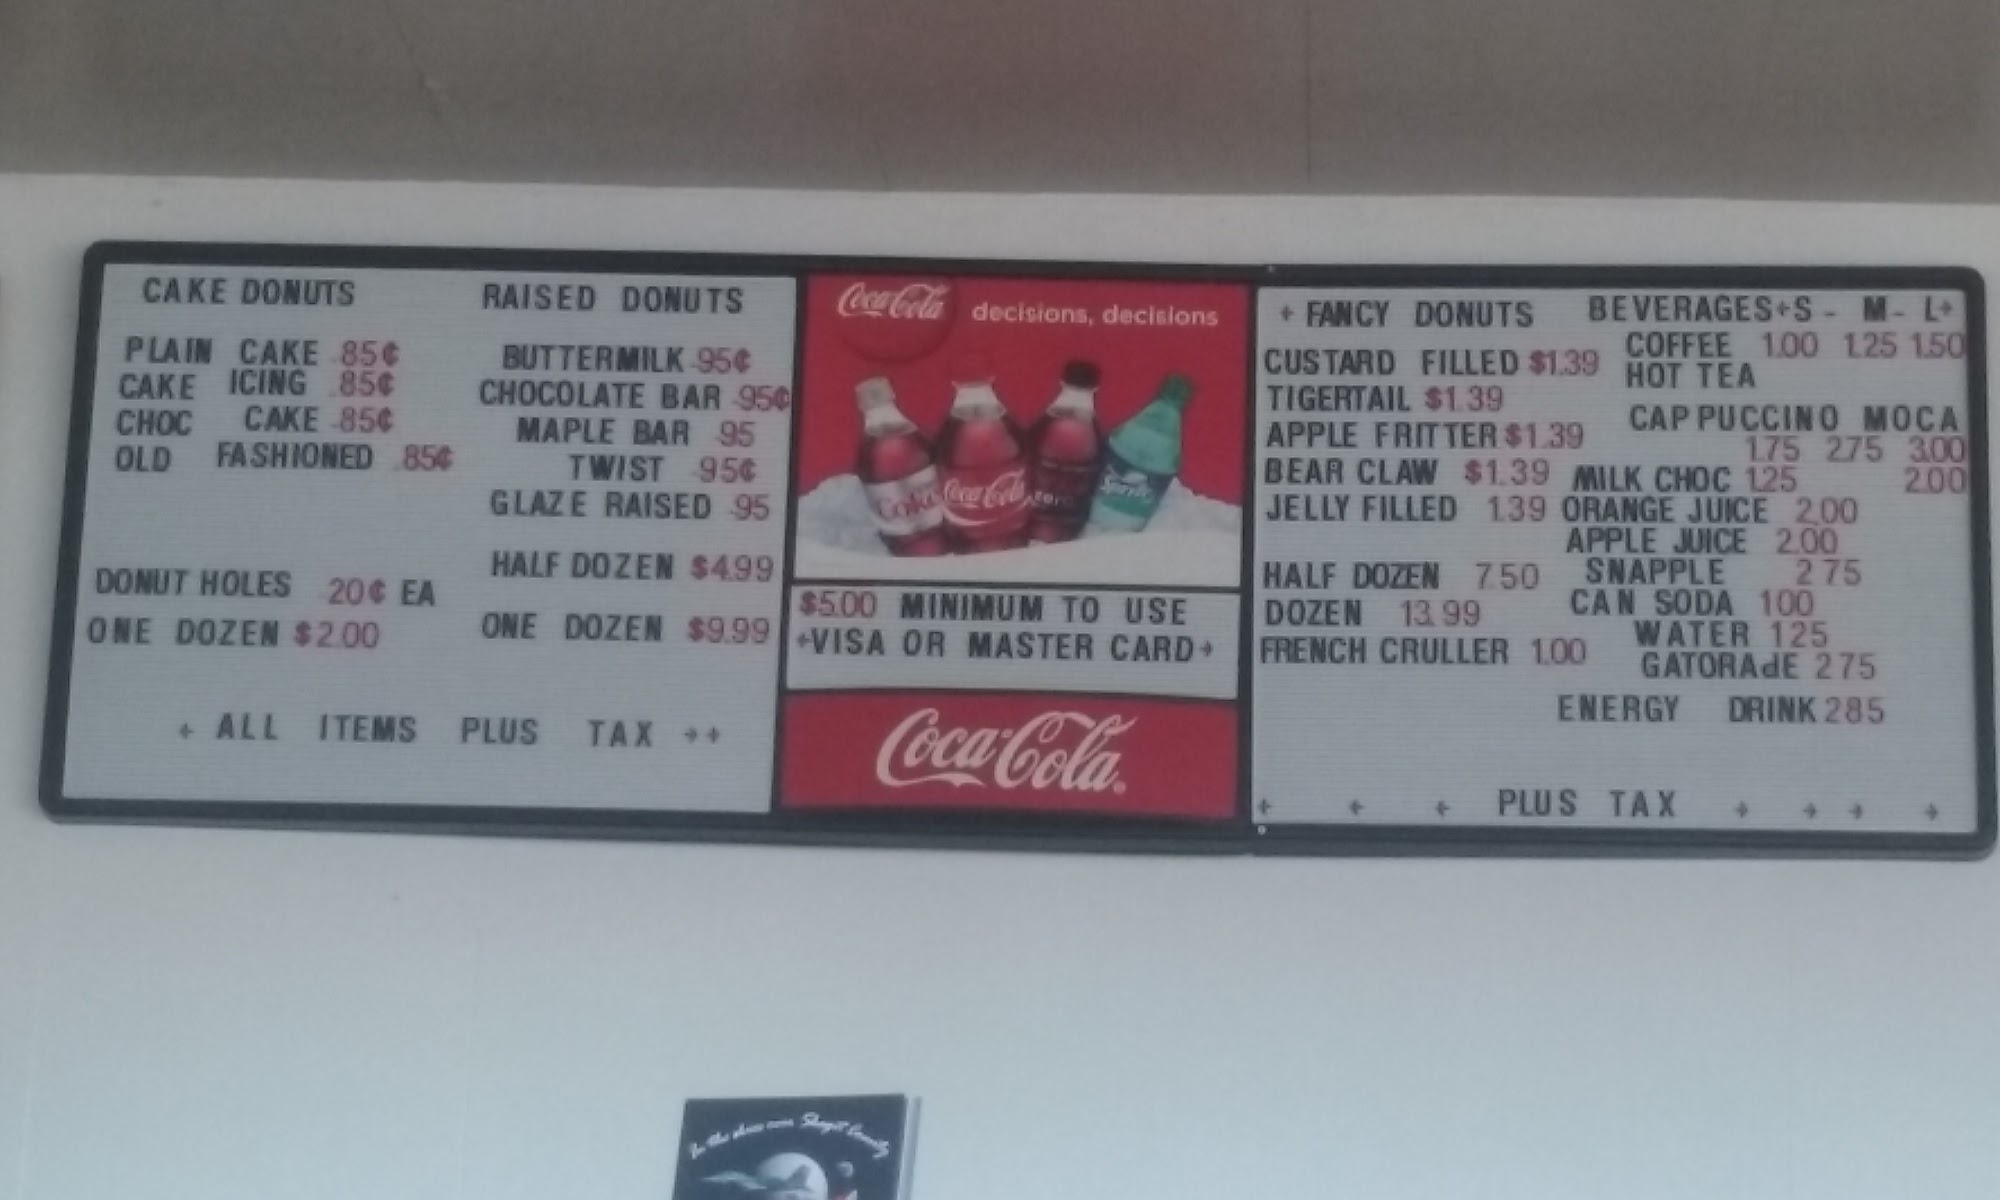 CAKE DONUTS
PLAIN CAKE .85¢
CAKE ICING .85¢
CHOC CAKE .85¢
OLD FASHIONED .85¢
DONUT HOLES .20¢ EA
ONE DOZEN $2.00
RAISED DONUTS
BUTTERMILK .95¢
CHOCOLATE BAR .95¢
MAPLE BAR .95
TWIST .95¢
GLAZE RAISED .95
HALF DOZEN $4.99
ONE DOZEN $9.99
ALL ITEMS PLUS TAX
Coca-Cola decisions, decisions
Coke
Coca-Cola
zero
Sprite
$5.00 MINIMUM TO USE
VISA OR MASTER CARD
Coca-Cola®
FANCY DONUTS
CUSTARD FILLED $1.39
TIGERTAIL $1.39
APPLE FRITTER $1.39
BEAR CLAW $1.39
JELLY FILLED 1.39
HALF DOZEN 7.50
DOZEN 13.99
FRENCH CRULLER 1.00
BEVERAGES S - M - L
COFFEE 1.00 1.25 1.50
HOT TEA
CAPPUCCINO MOCA
1.75 2.75 3.00
MILK CHOC 1.25 2.00
ORANGE JUICE 2.00
APPLE JUICE 2.00
SNAPPLE 2 75
CAN SODA 1 00
WATER 1 25
GATORAdE 2 75
ENERGY DRINK 2 85
PLUS TAX